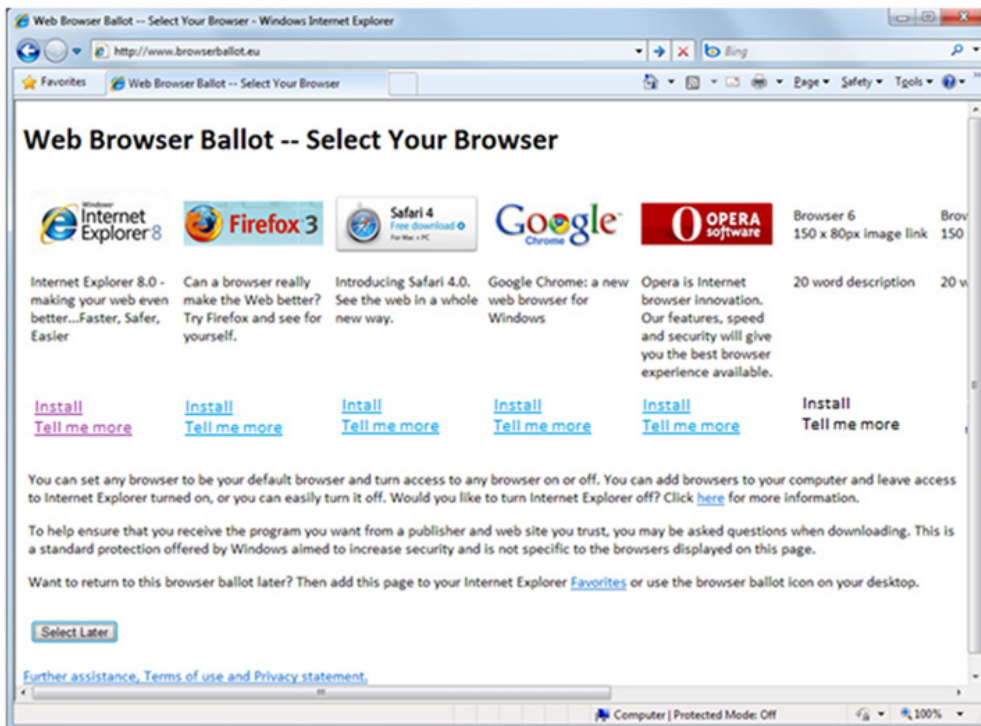 Web Browser Ballot -- Select Your Browser - Windows Internet Explorer
http://www.browserballot.eu
Bing
Favorites
Web Browser Ballot -- Select Your Browser
Page
Safety
Tools
Web Browser Ballot -- Select Your Browser
Windows
Internet
Explorer 8
Firefox 3
Safari 4
Free download
For Mac + PC
Google
Chrome
OPERA
software
Browser 6
150 x 80px image link
Brow
150
Internet Explorer 8.0 -
making your web even
better...Faster, Safer,
Easier
Can a browser really
make the Web better?
Try Firefox and see for
yourself.
Introducing Safari 4.0.
See the web in a whole
new way.
Google Chrome: a new
web browser for
Windows
Opera is Internet
browser innovation.
Our features, speed
and security will give
you the best browser
experience available.
20 word description
20 w
Install
Tell me more
Install
Tell me more
Intall
Tell me more
Install
Tell me more
Install
Tell me more
Install
Tell me more
You can set any browser to be your default browser and turn access to any browser on or off. You can add browsers to your computer and leave access
to Internet Explorer turned on, or you can easily turn it off. Would you like to turn Internet Explorer off? Click here for more information.
To help ensure that you receive the program you want from a publisher and web site you trust, you may be asked questions when downloading. This is
a standard protection offered by Windows aimed to increase security and is not specific to the browsers displayed on this page.
Want to return to this browser ballot later? Then add this page to your Internet Explorer Favorites or use the browser ballot icon on your desktop.
Select Later
Further assistance, Terms of use and Privacy statement.
Computer | Protected Mode: Off
100%